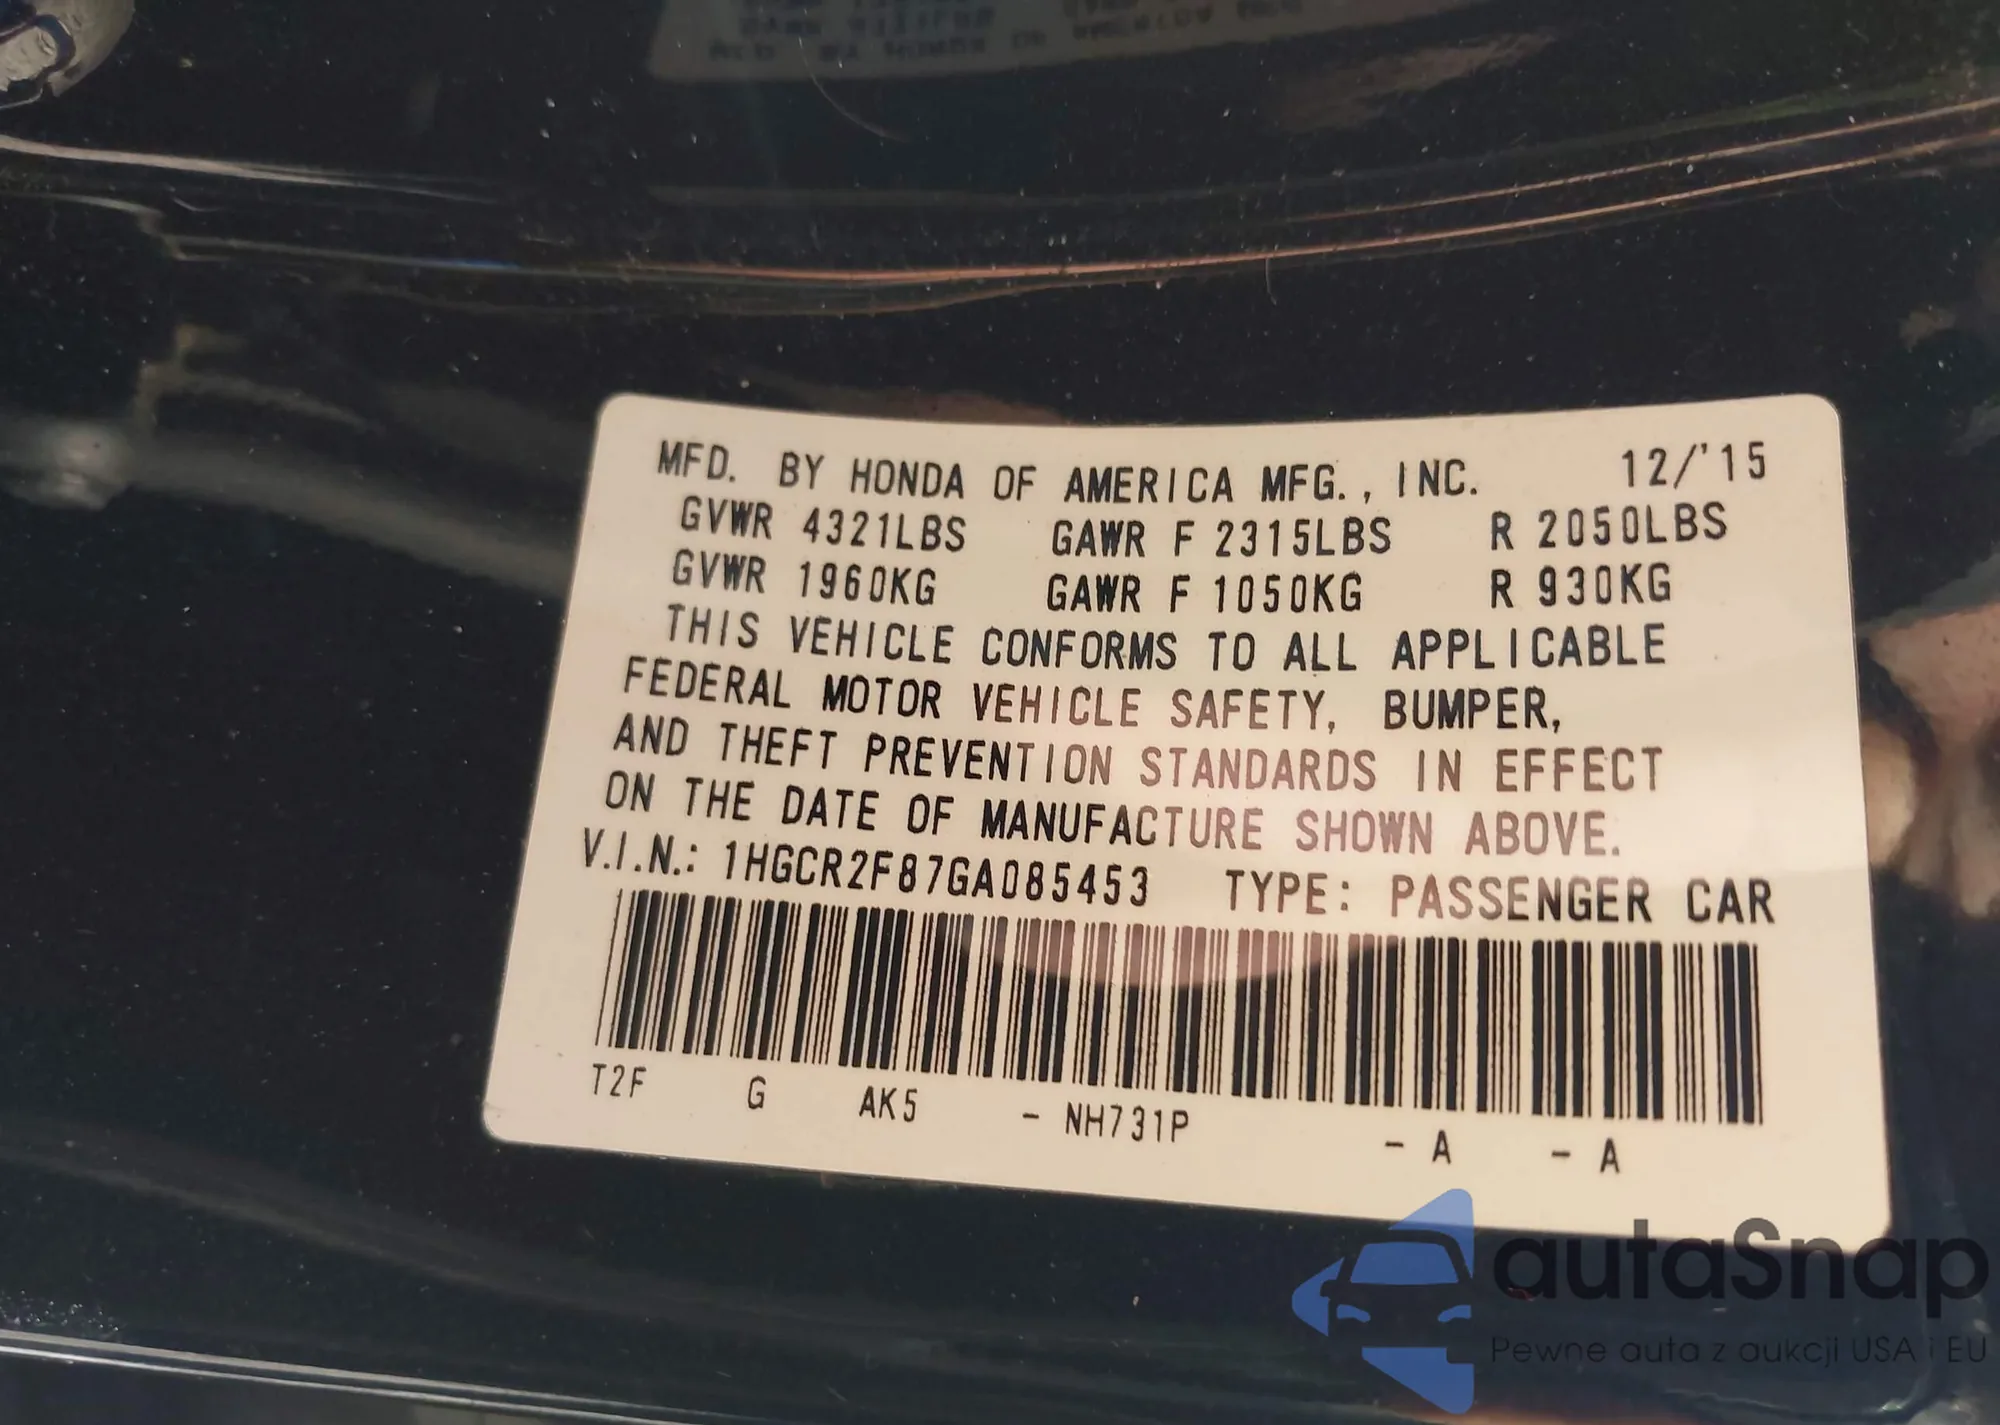 MFD. BY HONDA OF AMERICA MFG., INC. 12/'15
GVWR 4321LBS GAWR F 2315LBS R 2050LBS
GVWR 1960KG GAWR F 1050KG R 930KG
THIS VEHICLE CONFORMS TO ALL APPLICABLE
FEDERAL MOTOR VEHICLE SAFETY, BUMPER,
AND THEFT PREVENTION STANDARDS IN EFFECT
ON THE DATE OF MANUFACTURE SHOWN ABOVE.
V.I.N.: 1HGCR2F87GA085453 TYPE: PASSENGER CAR
T2F G AK5 - NH731P - A - A
autaSnap
Pewne auta z aukcji USA i EU